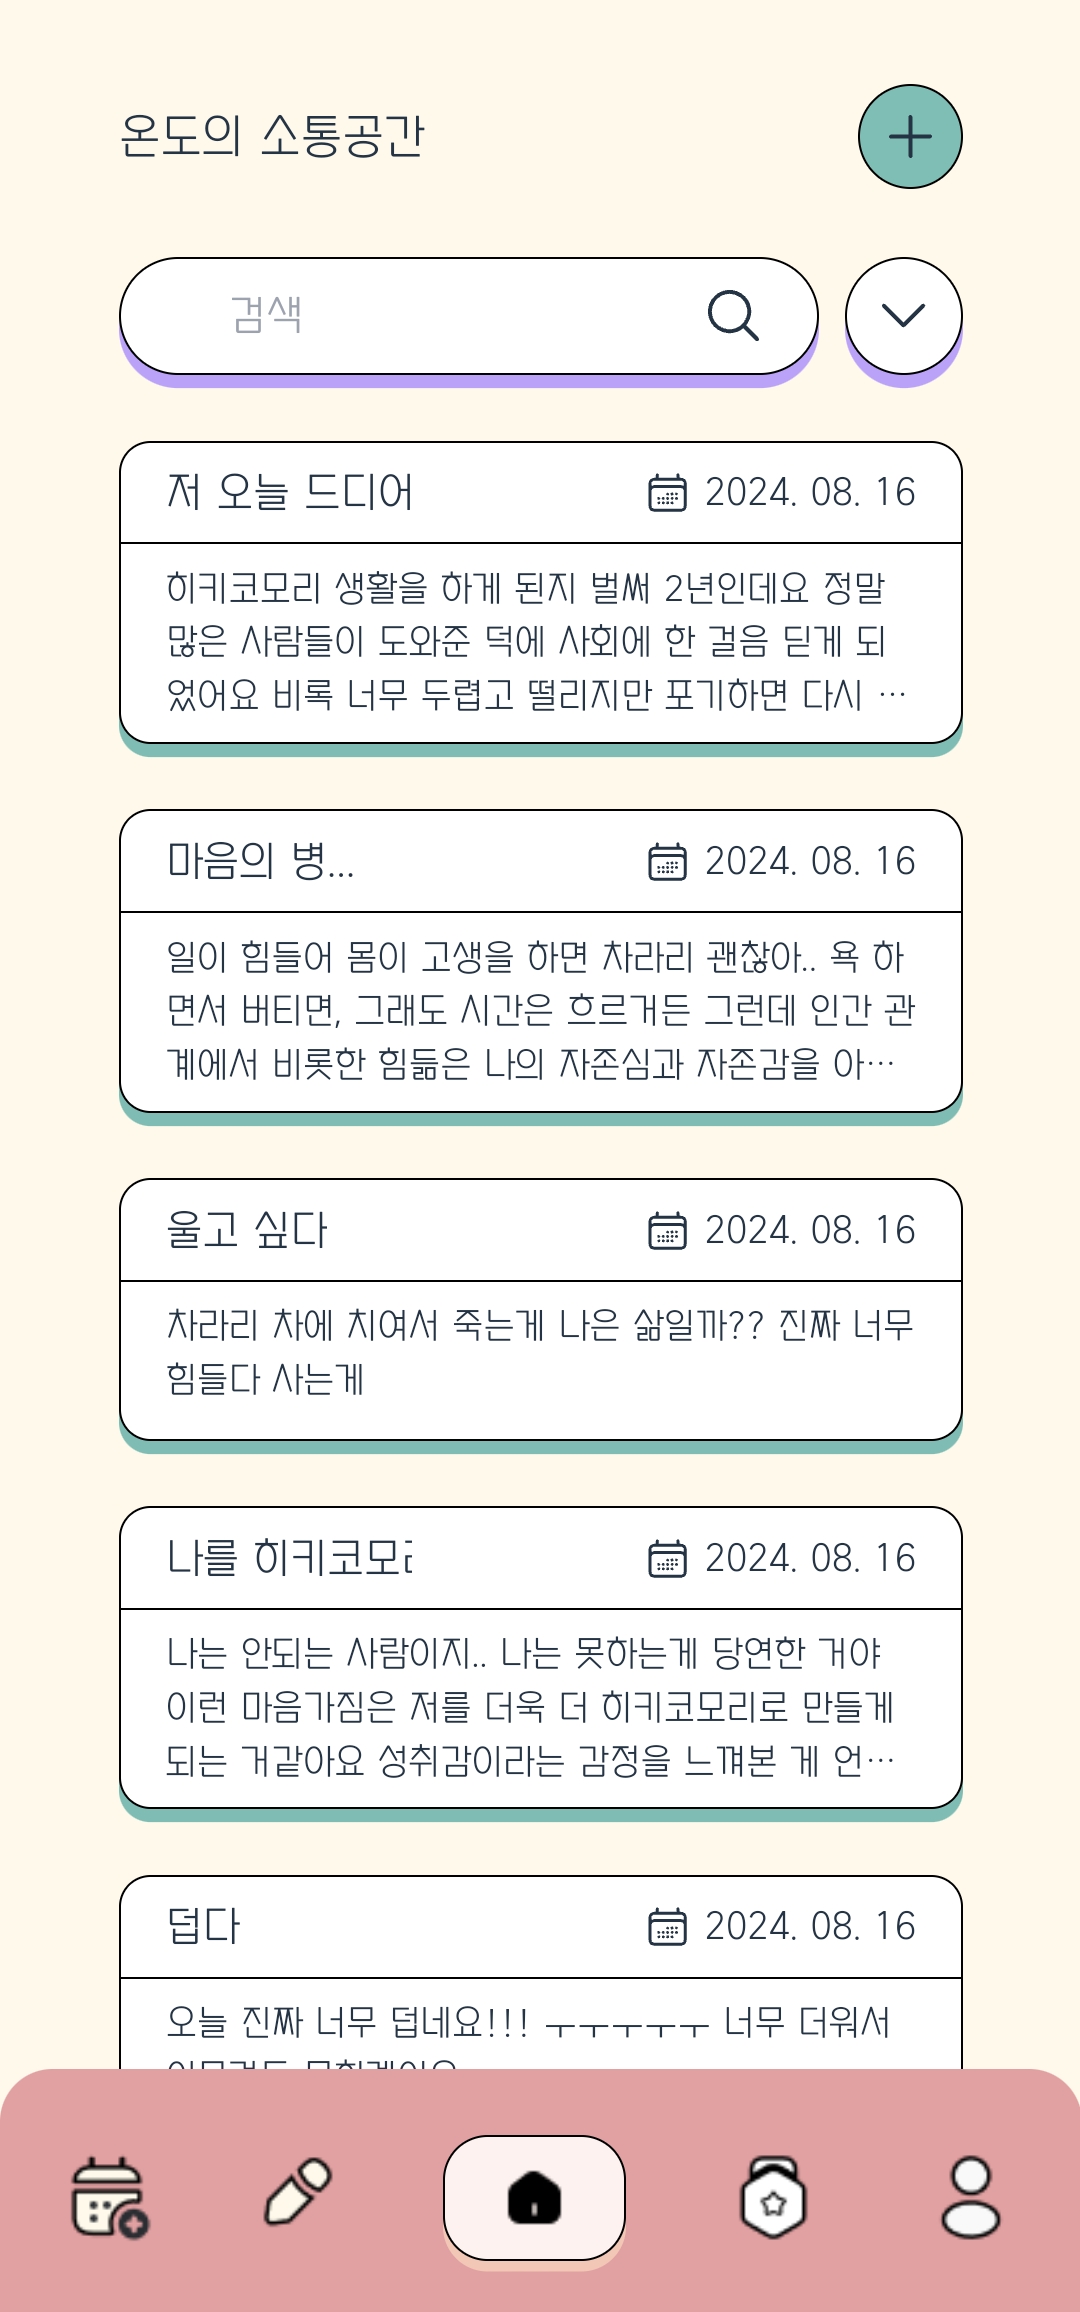 온도의 소통공간
검색
저 오늘 드디어
2024. 08. 16
히키코모리 생활을 하게 된지 벌써 2년인데요 정말
많은 사람들이 도와준 덕에 사회에 한 걸음 딛게 되
었어요 비록 너무 두렵고 떨리지만 포기하면 다시 …
마음의 병...
2024. 08. 16
일이 힘들어 몸이 고생을 하면 차라리 괜찮아.. 욕 하
면서 버티면, 그래도 시간은 흐르거든 그런데 인간 관
계에서 비롯한 힘듦은 나의 자존심과 자존감을 아…
울고 싶다
2024. 08. 16
차라리 차에 치여서 죽는게 나은 삶일까?? 진짜 너무
힘들다 사는게
나를 히키코모
2024. 08. 16
나는 안되는 사람이지.. 나는 못하는게 당연한 거야
이런 마음가짐은 저를 더욱 더 히키코모리로 만들게
되는 거같아요 성취감이라는 감정을 느껴본 게 언…
덥다
2024. 08. 16
오늘 진짜 너무 덥네요!!! ㅜㅜㅜㅜㅜ 너무 더워서